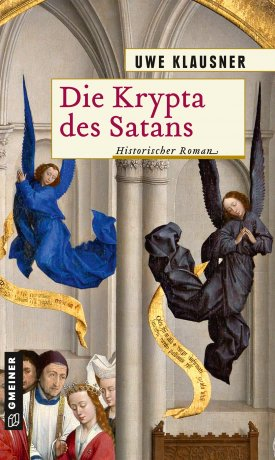 UWE KLAUSNER
Die Krypta
des Satans
Historischer Roman
GMEINER